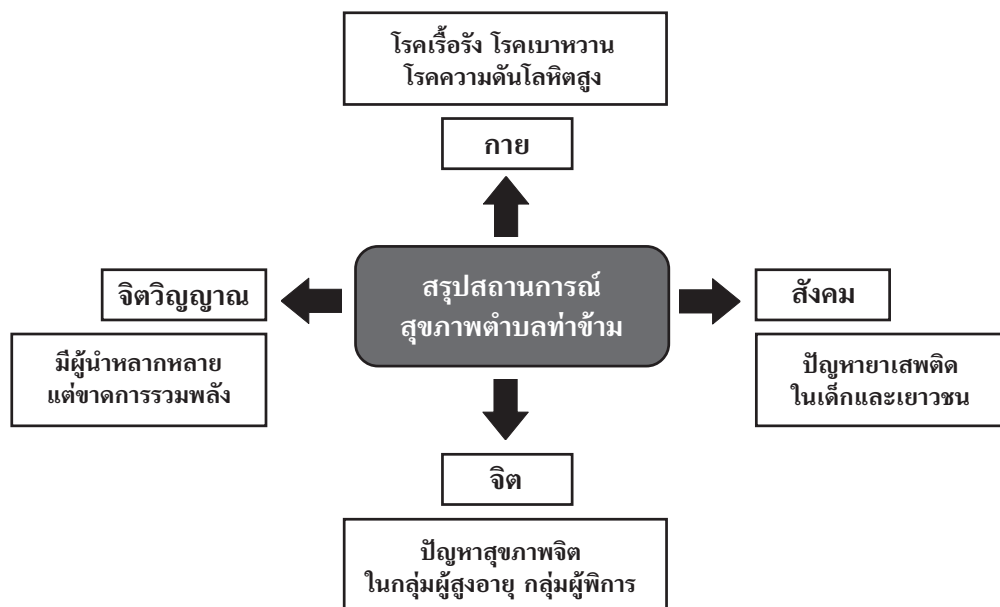 โรคเรื้อรัง โรคเบาหวาน
โรคความดันโลหิตสูง
กาย
จิตวิญญาณ
มีผู้นำหลากหลาย
แต่ขาดการรวมพลัง
สรุปสถานการณ์
สุขภาพตำบลท่าข้าม
สังคม
ปัญหายาเสพติด
ในเด็กและเยาวชน
จิต
ปัญหาสุขภาพจิต
ในกลุ่มผู้สูงอายุ กลุ่มผู้พิการ